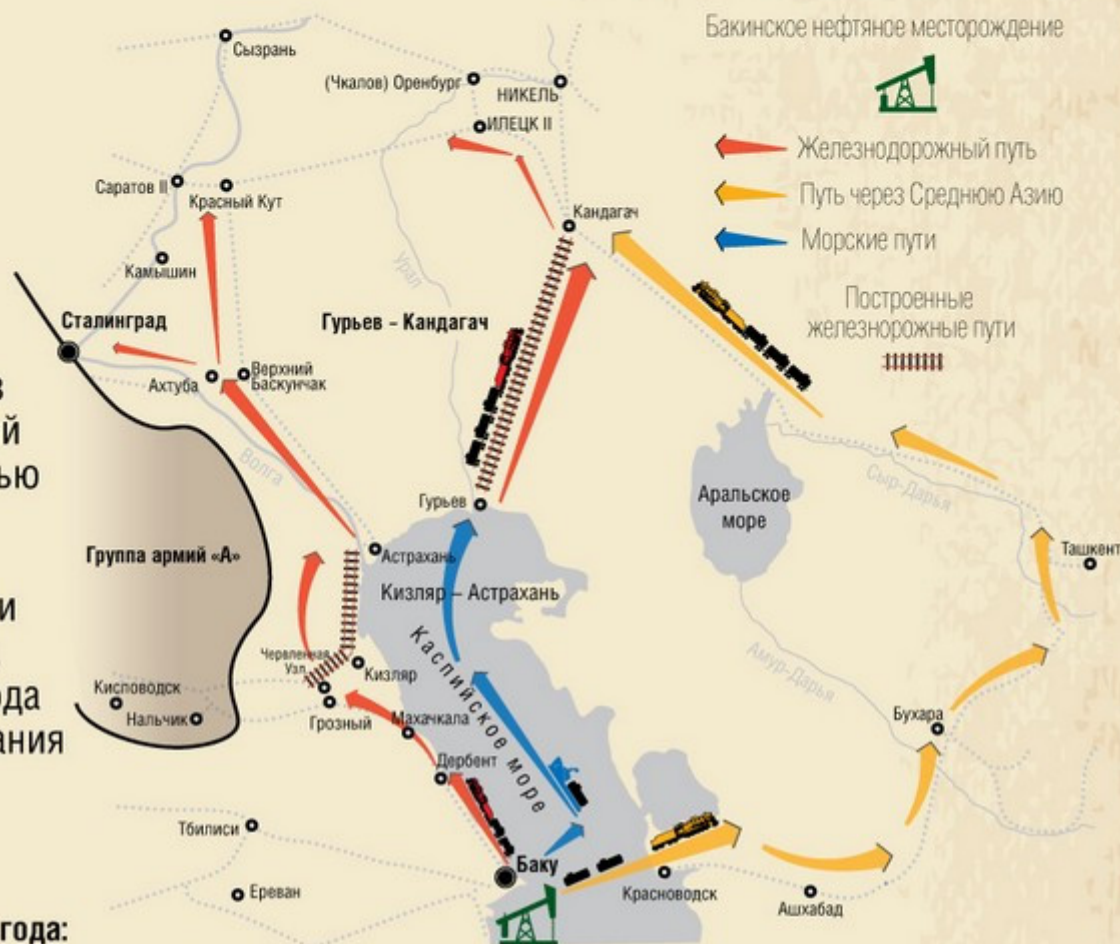 Бакинское нефтяное месторождение
Железнодорожный путь
Путь через Среднюю Азию
Морские пути
Построенные
железнорожные пути
Сызрань
(Чкалов) Оренбург
НИКЕЛЬ
ИЛЕЦК II
Саратов II
Красный Кут
Кандагач
Камышин
Урал
Сталинград
Гурьев – Кандагач
Ахтуба
Верхний
Баскунчак
в
й
ью
Волга
Гурьев
Аральское
море
Сыр-Дарья
Группа армий «А»
Астрахань
Ташкент
Кизляр – Астрахань
и
Каспийское море
Червленная
Узл.
Кизляр
Амур-Дарья
ода
ания
Кисповодск
Нальчик
Грозный
Махачкала
Бухара
Дербент
Тбилиси
Баку
Ереван
Красноводск
Ашхабад
года: